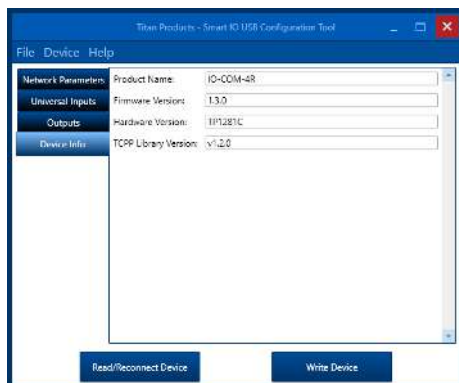 Titan Products - Smart IO USB Configuration Tool
File Device Help
Network Parameters
Product Name: IO-COM-4R
Universal Inputs
Firmware Version: 1.3.0
Outputs
Hardware Version: TP1281C
Device Info
TCPP Library Version: v1.2.0
Read/Reconnect Device
Write Device